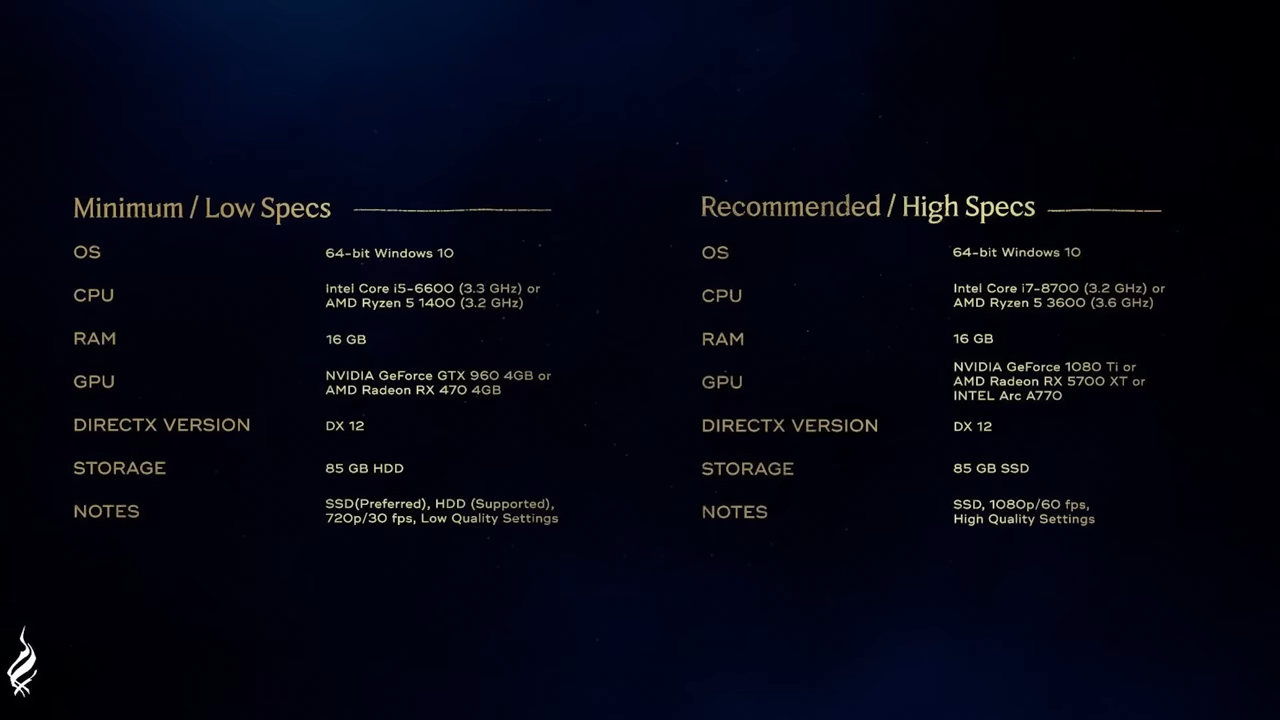 Minimum / Low Specs
OS
64-bit Windows 10
CPU
Intel Core i5-6600 (3.3 GHz) or
AMD Ryzen 5 1400 (3.2 GHz)
RAM
16 GB
GPU
NVIDIA GeForce GTX 960 4GB or
AMD Radeon RX 470 4GB
DIRECTX VERSION
DX 12
STORAGE
85 GB HDD
NOTES
SSD(Preferred), HDD (Supported),
720p/30 fps, Low Quality Settings
Recommended / High Specs
OS
64-bit Windows 10
CPU
Intel Core i7-8700 (3.2 GHz) or
AMD Ryzen 5 3600 (3.6 GHz)
RAM
16 GB
GPU
NVIDIA GeForce 1080 Ti or
AMD Radeon RX 5700 XT or
INTEL Arc A770
DIRECTX VERSION
DX 12
STORAGE
85 GB SSD
NOTES
SSD, 1080p/60 fps,
High Quality Settings